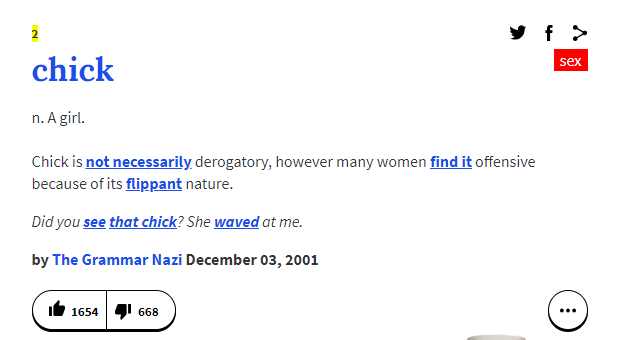 2
chick
sex
n. A girl.
Chick is not necessarily derogatory, however many women find it offensive
because of its flippant nature.
Did you see that chick? She waved at me.
by The Grammar Nazi December 03, 2001
1654 668